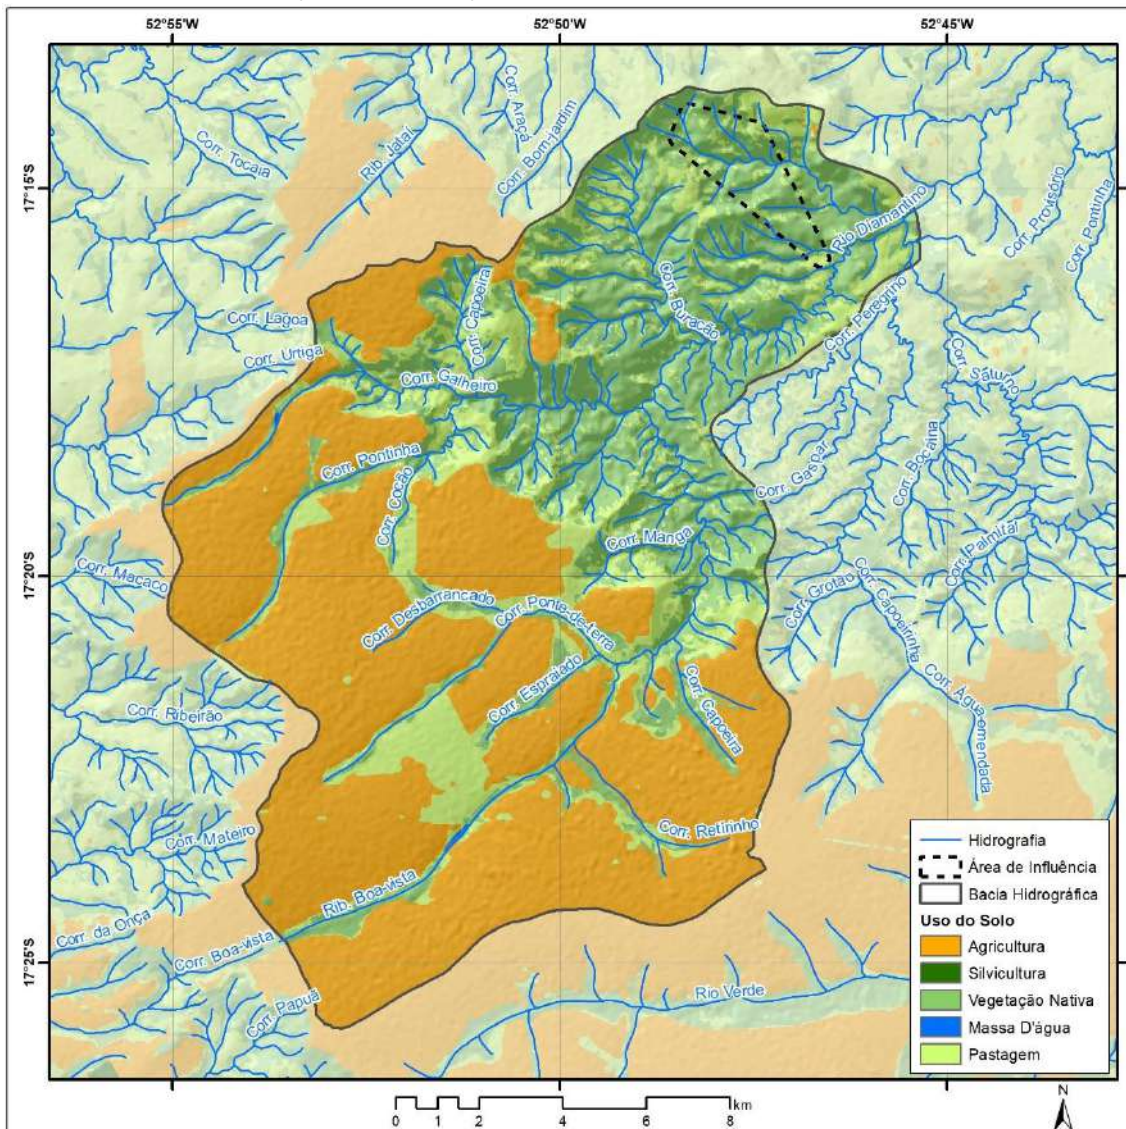 52°55'W
52°50'W
52°45'W
17°15'S
17°20'S
17°25'S
Corr. Tocaia
Rib. Jataí
Corr. Araçá
Corr. Bom-jardim
Rio Diamantino
Corr. Provisório
Corr. Pontinha
Corr. Lagoa
Corr. Urtiga
Corr. Capoeira
Corr. Galheiro
Corr. Buracão
Corr. Peregrino
Corr. Saturno
Corr. Pontinha
Corr. Cocão
Corr. Gaspar
Corr. Bocaina
Corr. Manga
Corr. Palmital
Corr. Macaco
Corr. Desbarrancado
Corr. Ponte-de-terra
Corr. Grotão
Corr. Capoeirinha
Corr. Espraiado
Corr. Capoeira
Corr. Água emendada
Corr. Ribeirão
Corr. Mateiro
Corr. Retirinho
Rib. Boa-vista
Corr. da Onça
Corr. Boa-vista
Corr. Papuã
Rio Verde
Hidrografia
Área de Influência
Bacia Hidrográfica
Uso do Solo
Agricultura
Silvicultura
Vegetação Nativa
Massa D'água
Pastagem
km
0 1 2 4 6 8
N